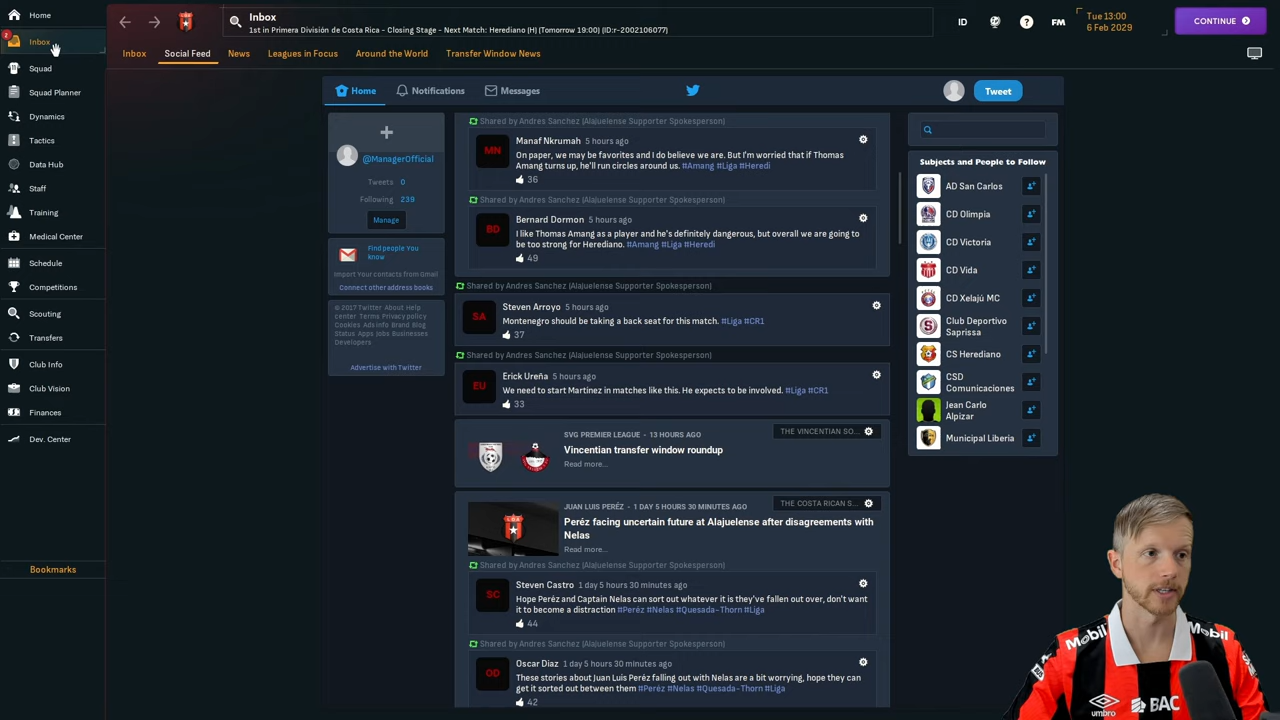 Home
2
Inbox
Squad
Squad Planner
Dynamics
Tactics
Data Hub
Staff
Training
Medical Center
Schedule
Competitions
Scouting
Transfers
Club Info
Club Vision
Finances
Dev. Center
Bookmarks
Inbox
1st in Primera División de Costa Rica - Closing Stage - Next Match: Herediano (H) (Tomorrow 19:00) (ID:r-2002106077)
ID
?
FM
Tue 13:00
6 Feb 2029
CONTINUE
Inbox
Social Feed
News
Leagues in Focus
Around the World
Transfer Window News
Home
Notifications
Messages
Tweet
+
@ManagerOfficial
Tweets 0
Following 239
Manage
Find people You
know
Import Your contacts from Gmail
Connect other address books
© 2017 Twitter About Help
center Terms Privacy policy
Cookies Ads info Brand Blog
Status Apps Jobs Businesses
Developers
Advertise with Twitter
Shared by Andres Sanchez (Alajuelense Supporter Spokesperson)
MN
Manaf Nkrumah 5 hours ago
On paper, we may be favorites and I do believe we are. But I'm worried that if Thomas
Amang turns up, he'll run circles around us. #Amang #Liga #Heredi
36
Shared by Andres Sanchez (Alajuelense Supporter Spokesperson)
BD
Bernard Dormon 5 hours ago
I like Thomas Amang as a player and he's definitely dangerous, but overall we are going to
be too strong for Herediano. #Amang #Liga #Heredi
49
Shared by Andres Sanchez (Alajuelense Supporter Spokesperson)
SA
Steven Arroyo 5 hours ago
Montenegro should be taking a back seat for this match. #Liga #CR1
37
Shared by Andres Sanchez (Alajuelense Supporter Spokesperson)
EU
Erick Ureña 5 hours ago
We need to start Martínez in matches like this. He expects to be involved. #Liga #CR1
33
SVG PREMIER LEAGUE - 13 HOURS AGO
THE VINCENTIAN SO...
Vincentian transfer window roundup
Read more...
JUAN LUIS PERÉZ - 1 DAY 5 HOURS 30 MINUTES AGO
THE COSTA RICAN S...
Peréz facing uncertain future at Alajuelense after disagreements with
Nelas
Read more...
Shared by Andres Sanchez (Alajuelense Supporter Spokesperson)
SC
Steven Castro 1 day 5 hours 30 minutes ago
Hope Peréz and Captain Nelas can sort out whatever it is they've fallen out over, don't want
it to become a distraction #Peréz #Nelas #Quesada-Thorn #Liga
44
Shared by Andres Sanchez (Alajuelense Supporter Spokesperson)
OD
Oscar Diaz 1 day 5 hours 30 minutes ago
These stories about Juan Luis Peréz falling out with Nelas are a bit worrying, hope they can
get it sorted out between them #Peréz #Nelas #Quesada-Thorn #Liga
42
Subjects and People to Follow
AD San Carlos
CD Olimpia
CD Victoria
CD Vida
CD Xelajú MC
Club Deportivo
Saprissa
CS Herediano
CSD
Comunicaciones
Jean Carlo
Alpizar
Municipal Liberia
Mobil
Mobil
umbro
BAC